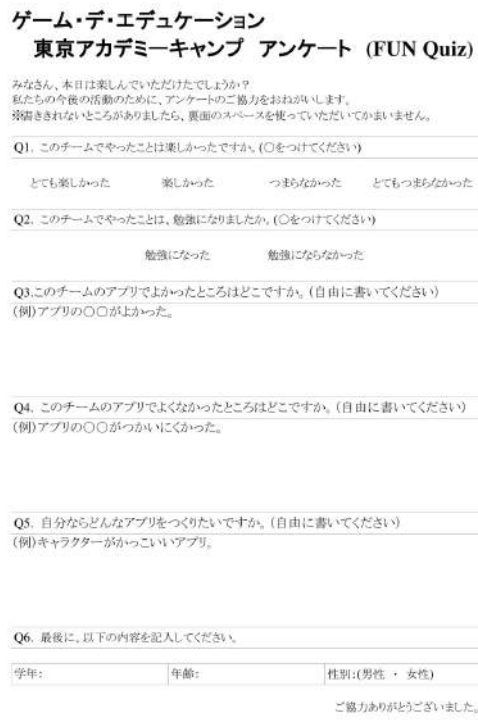 ゲーム・デ・エデュケーション
東京アカデミーキャンプ アンケート (FUN Quiz)
みなさん、本日は楽しんでいただけたでしょうか？
私たちの今後の活動のために、アンケートのご協力をおねがいします。
※書ききれないところがありましたら、裏面のスペースを使っていただいてかまいません。
Q1. このチームでやったことは楽しかったですか。(〇をつけてください)
とても楽しかった 楽しかった つまらなかった とてもつまらなかった
Q2. このチームでやったことは、勉強になりましたか。(〇をつけてください)
勉強になった 勉強にならなかった
Q3.このチームのアプリでよかったところはどこですか。(自由に書いてください)
(例)アプリの〇〇がよかった。
Q4. このチームのアプリでよくなかったところはどこですか。(自由に書いてください)
(例)アプリの〇〇がつかいにくかった。
Q5. 自分ならどんなアプリをつくりたいですか。(自由に書いてください)
(例)キャラクターがかっこいいアプリ。
Q6. 最後に、以下の内容を記入してください。
学年: 年齢: 性別:(男性 ・ 女性)
ご協力ありがとうございました。